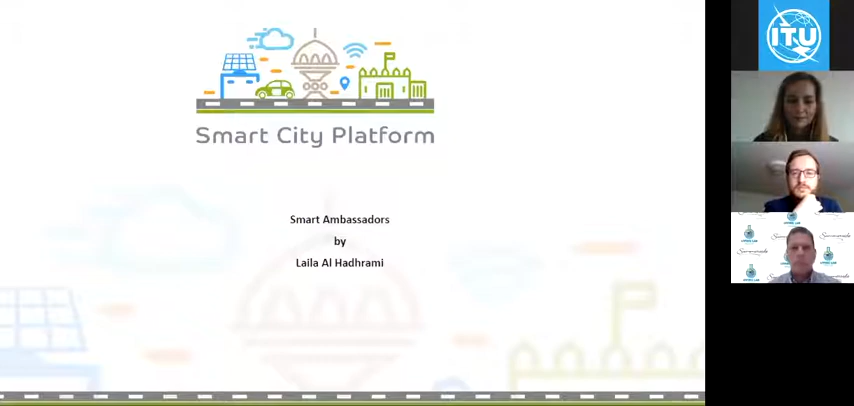 Smart City Platform
Smart Ambassadors
by
Laila Al Hadhrami
ITU